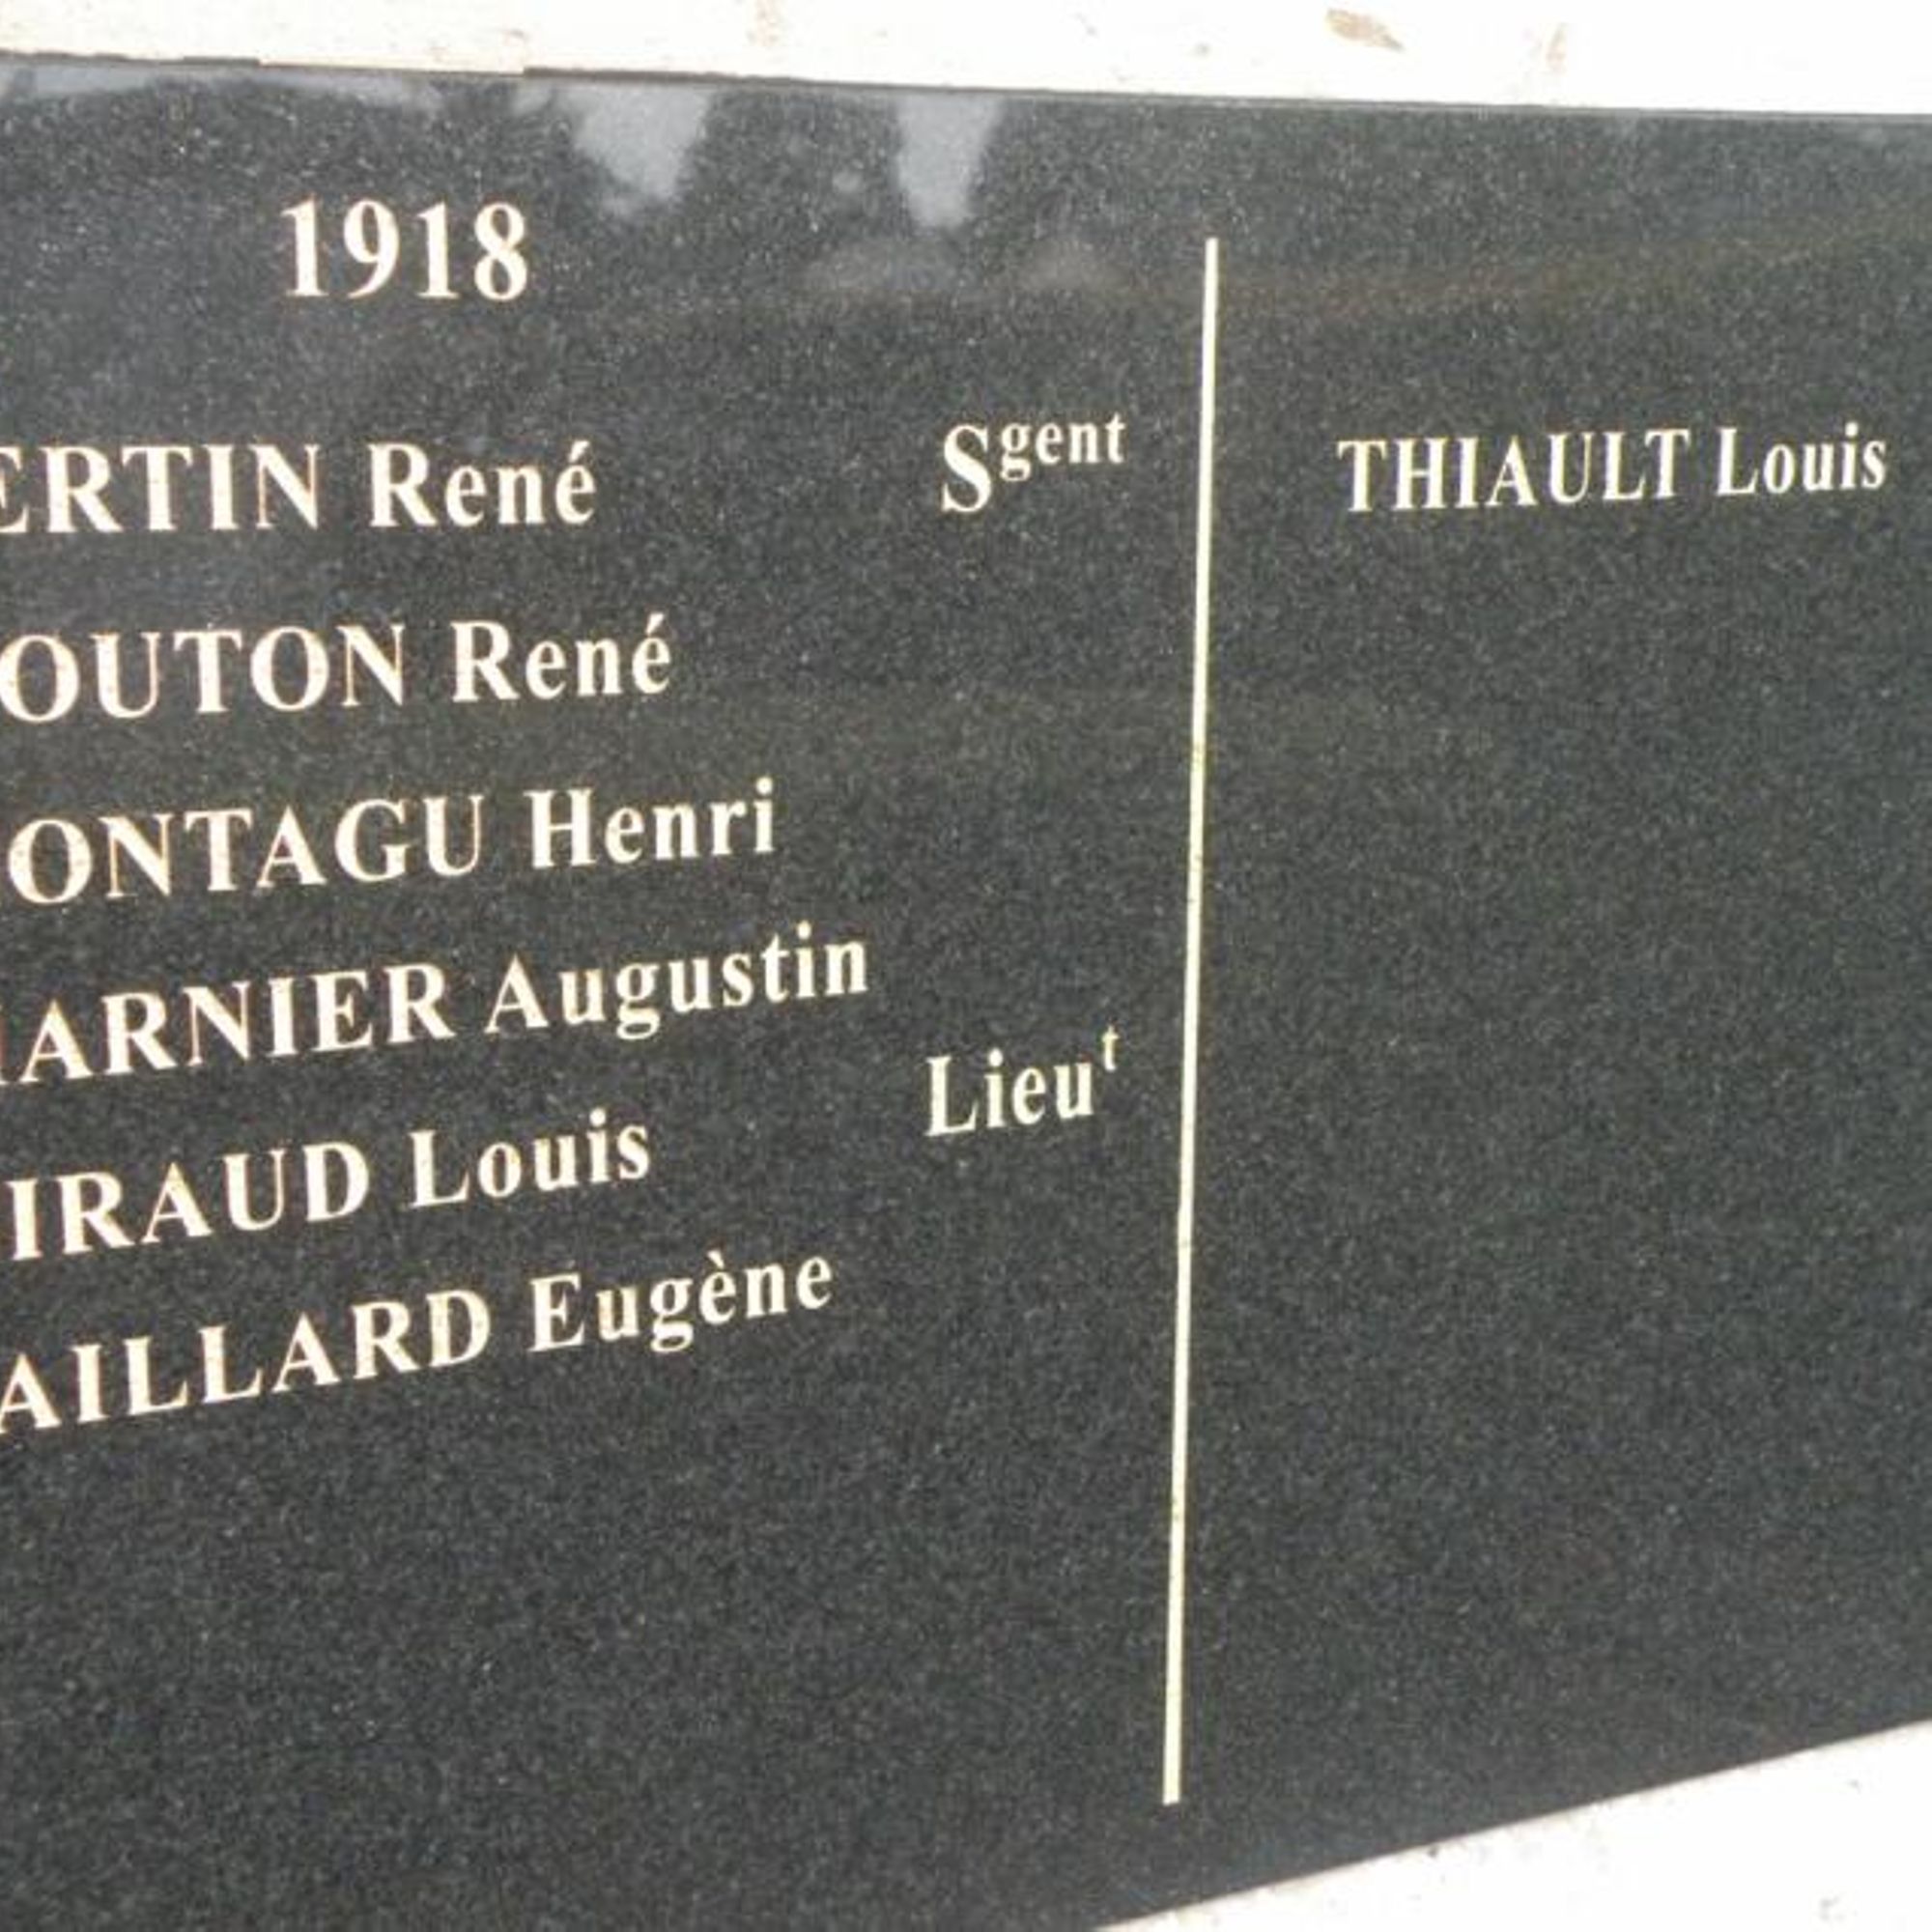 1918
ERTIN René Sgent
OUTON René
ONTAGU Henri
ARNIER Augustin
IRAUD Louis Lieut
AILLARD Eugène
THIAULT Louis